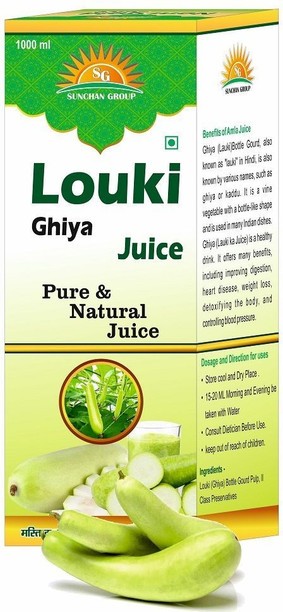 1000 ml
SG
SUNCHAN GROUP
Louki
Ghiya
Juice
Pure &
Natural
Juice
SG
SUNCHAN GROUP
Benefits of Amla Juice
Ghiya (Lauki)Bottle Gourd, also
known as "lauki" in Hindi, is also
known by various names, such as
ghiya or kaddu. It is a vine
vegetable with a bottle-like shape
and is used in many Indian dishes.
Ghiya (Lauki ka Juice) is a healthy
drink. It offers many benefits,
including improving digestion,
heart disease, weight loss,
detoxifying the body, and
controlling blood pressure.
Dosage and Direction for uses
• Store cool and Dry Place .
• 15-20 ML Morning and Evening be
taken with Water
• Consult Dietician Before Use.
• keep out of reach of children.
Ingredients -
Louki (Ghiya) Bottle Gourd Pulp, II
Class Preservatives